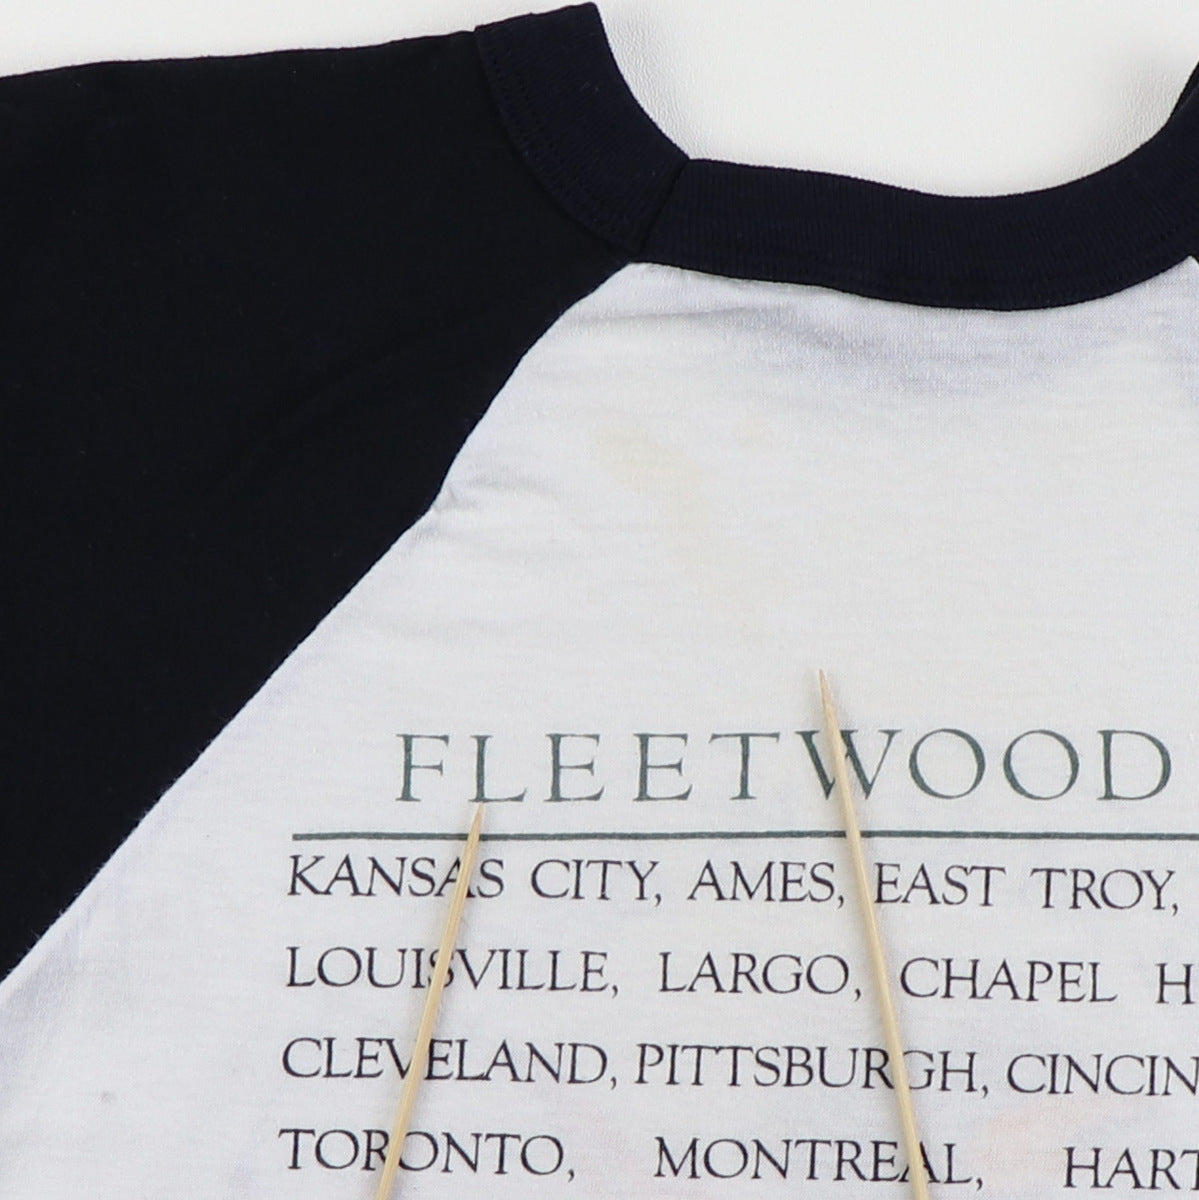 FLEETWOOD
KANSAS CITY, AMES, EAST TROY,
LOUISVILLE, LARGO, CHAPEL H
CLEVELAND, PITTSBURGH, CINCIN
TORONTO, MONTREAL, HART